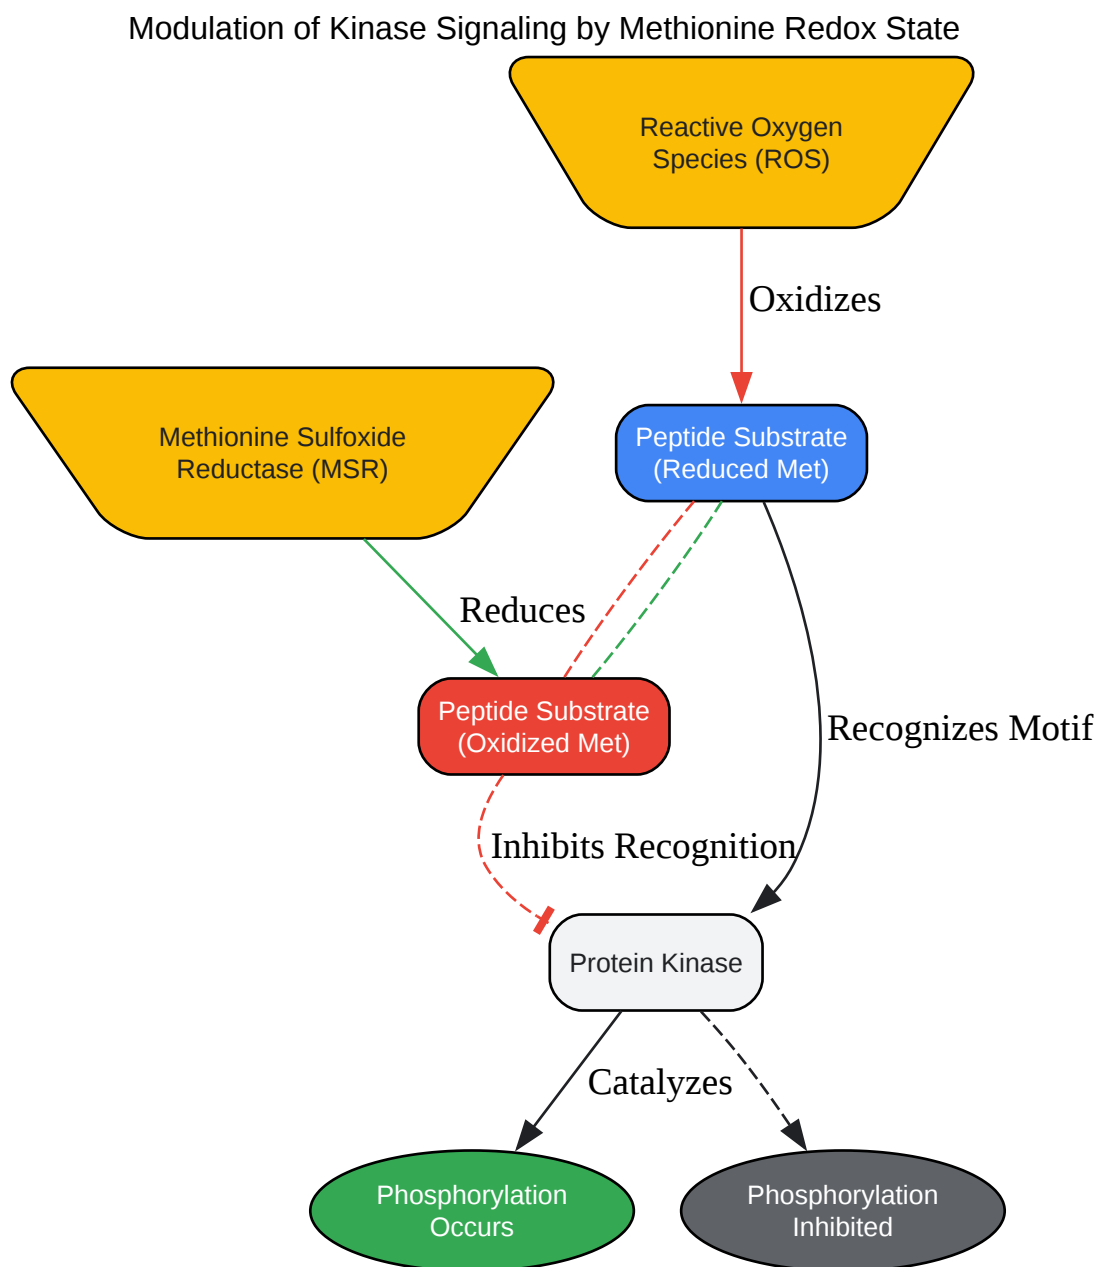 Modulation of Kinase Signaling by Methionine Redox State
Reactive Oxygen
Species (ROS)
Oxidizes
Methionine Sulfoxide
Reductase (MSR)
Peptide Substrate
(Reduced Met)
Reduces
Peptide Substrate
(Oxidized Met)
Recognizes Motif
Inhibits Recognition
Protein Kinase
Catalyzes
Phosphorylation
Occurs
Phosphorylation
Inhibited